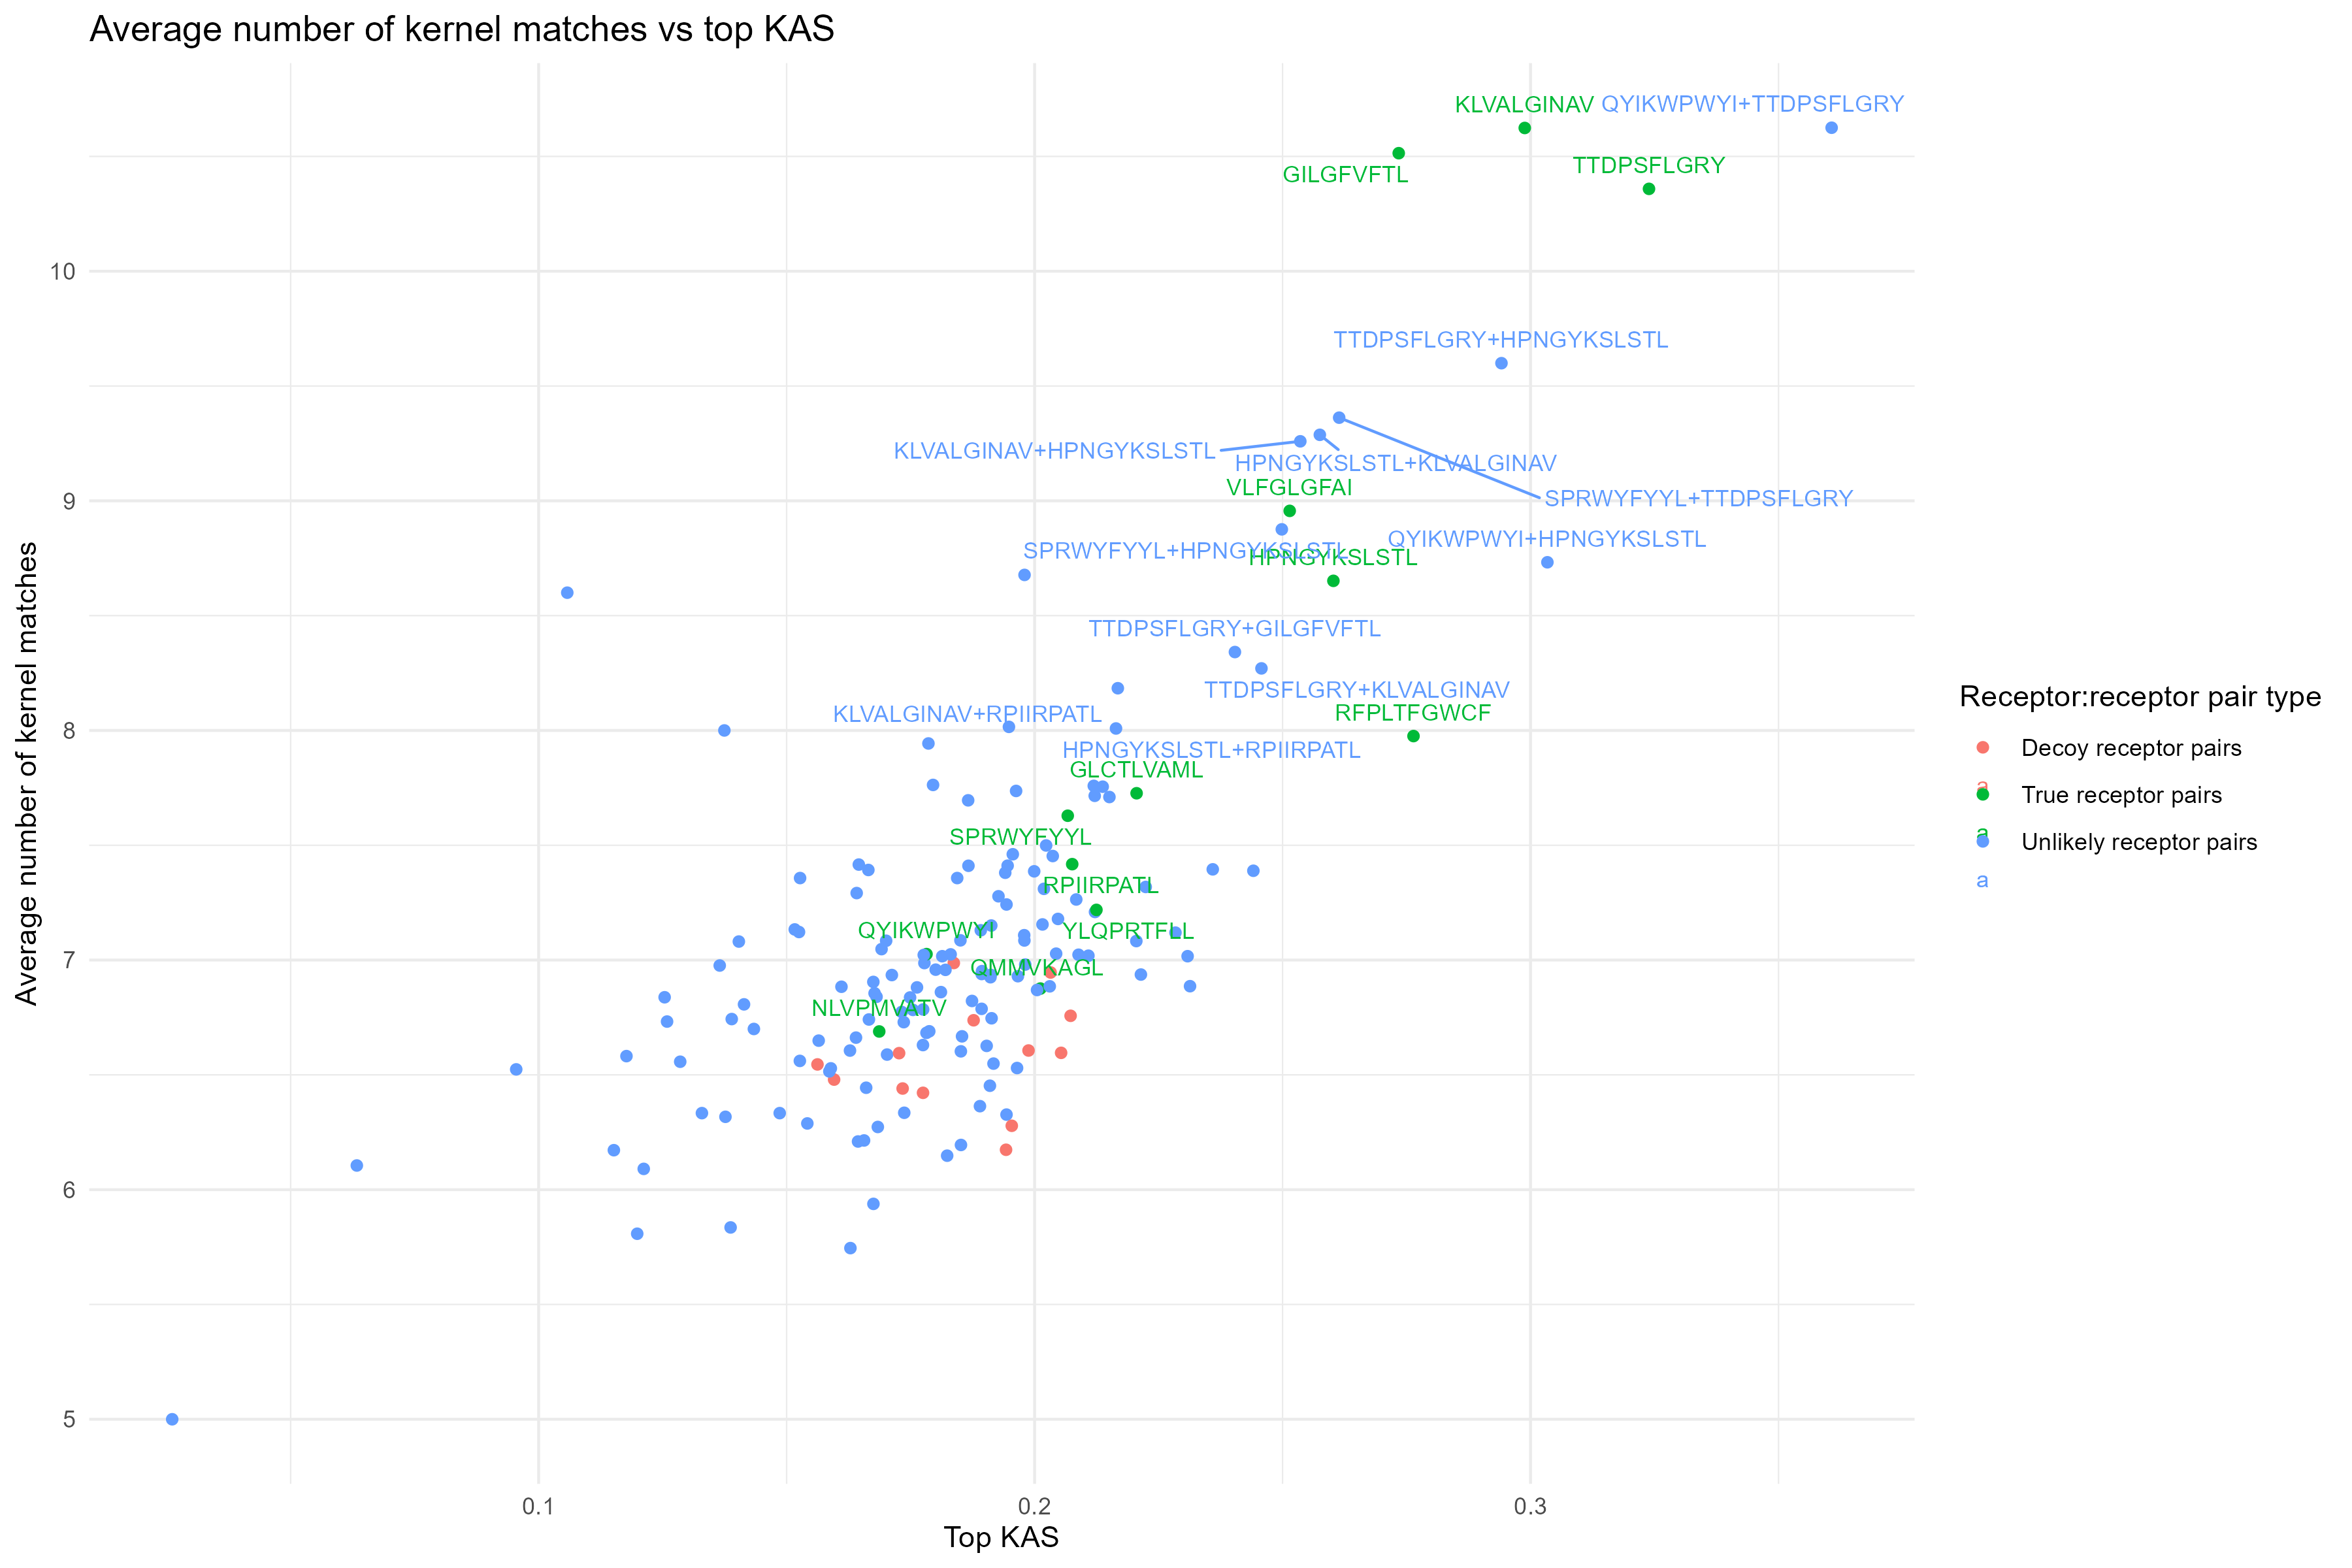 Average number of kernel matches vs top KAS
KLVALGINAV
QYIKWPWYI+TTDPSFLGRY
TTDPSFLGRY
GILGFVFTL
10
TTDPSFLGRY+HPNGYKSLSTL
KLVALGINAV+HPNGYKSLSTL
HPNGYKSLSTL+KLVALGINAV
VLFGLGFAI
SPRWYFYYL+TTDPSFLGRY
9
QYIKWPWYI+HPNGYKSLSTL
SPRWYFYYL+HPNGYKSLSTL
HPNGYKSLSTL
TTDPSFLGRY+GILGFVFTL
TTDPSFLGRY+KLVALGINAV
KLVALGINAV+RPIIRPATL
RFPLTFGWCF
8
HPNGYKSLSTL+RPIIRPATL
GLCTLVAML
SPRWYFYYL
RPIIRPATL
QYIKWPWYI
YLQPRTFLL
7
QMMVKAGL
NLVPMVATV
6
5
Average number of kernel matches
0.1
0.2
0.3
Top KAS
Receptor:receptor pair type
Decoy receptor pairs
a
True receptor pairs
a
Unlikely receptor pairs
a